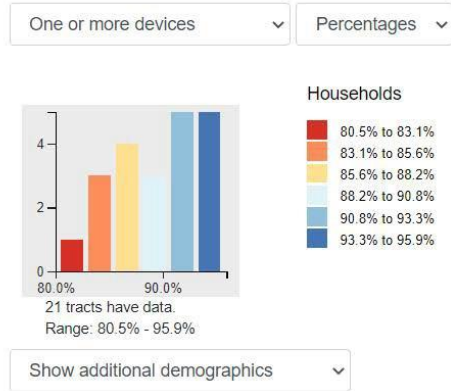 One or more devices
Percentages
Households
80.5% to 83.1%
83.1% to 85.6%
85.6% to 88.2%
88.2% to 90.8%
90.8% to 93.3%
93.3% to 95.9%
4
2
0
80.0% 90.0%
21 tracts have data.
Range: 80.5% - 95.9%
Show additional demographics